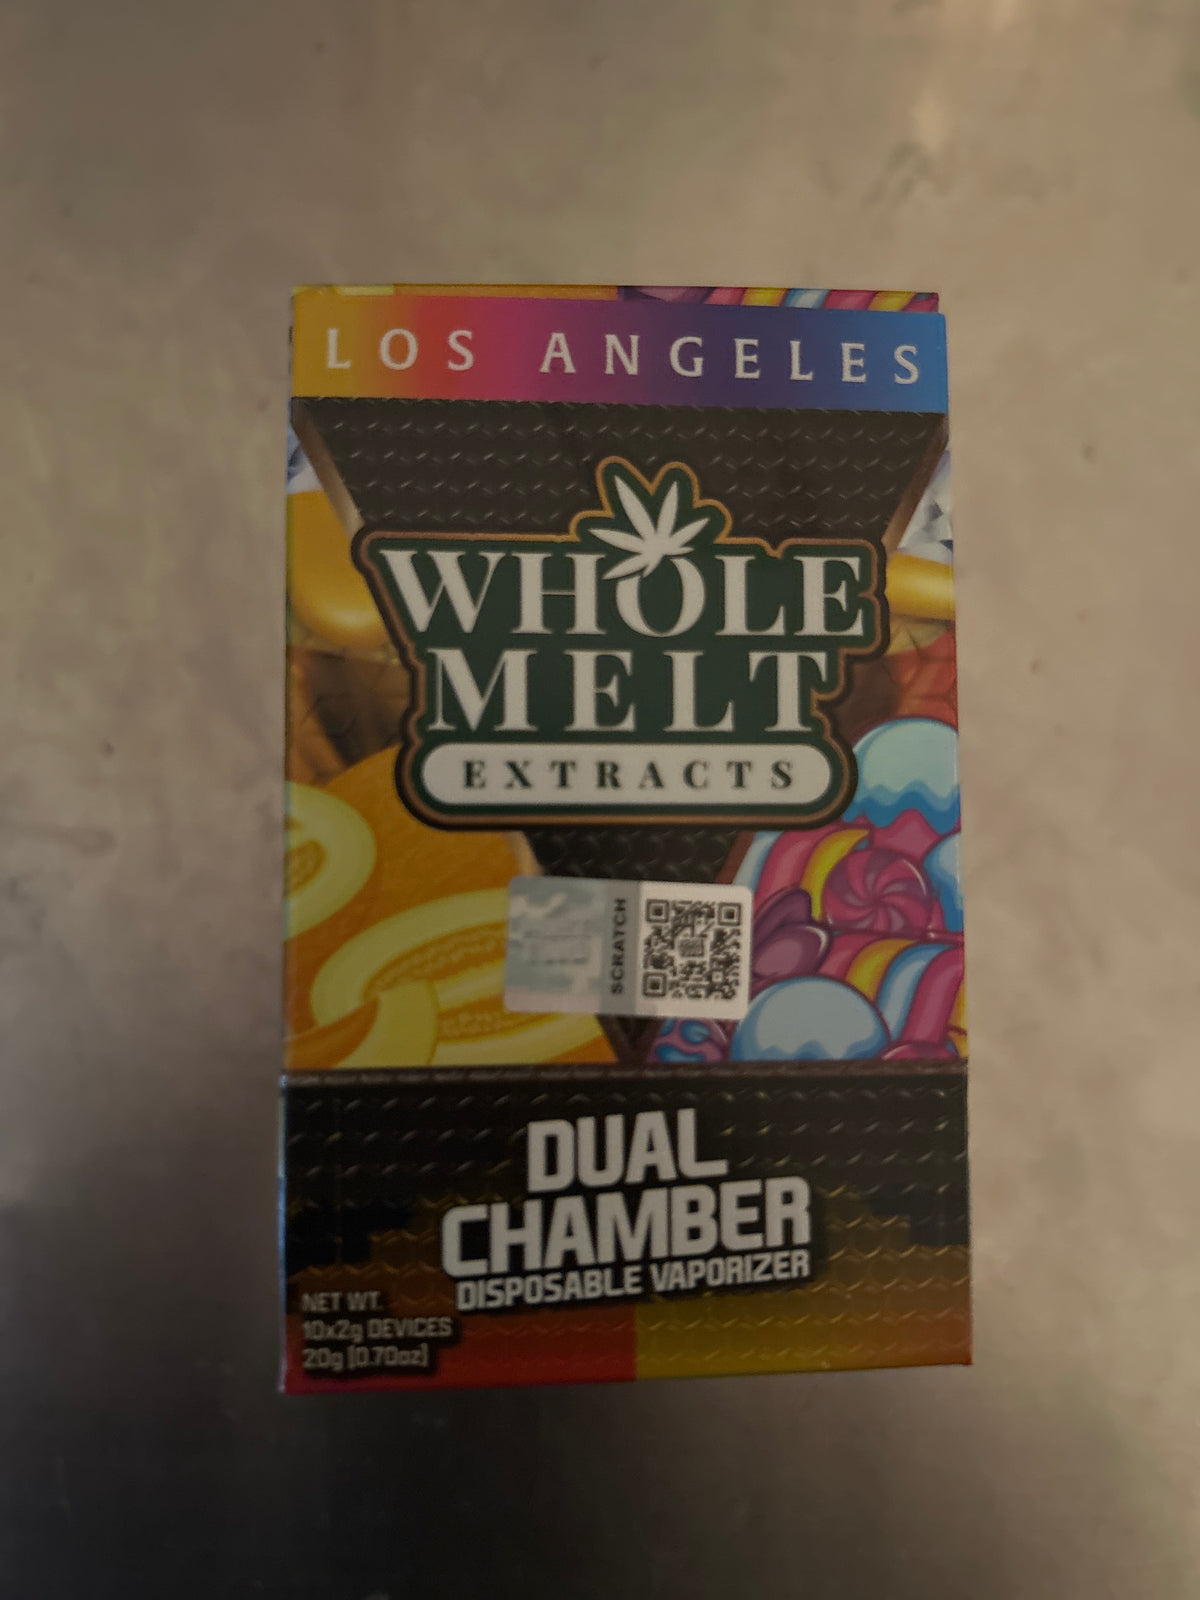 LOS ANGELES
WHOLE
MELT
EXTRACTS
SCRATCH
DUAL
CHAMBER
DISPOSABLE VAPORIZER
NET WT.
10x2g DEVICES
20g [0.70oz]